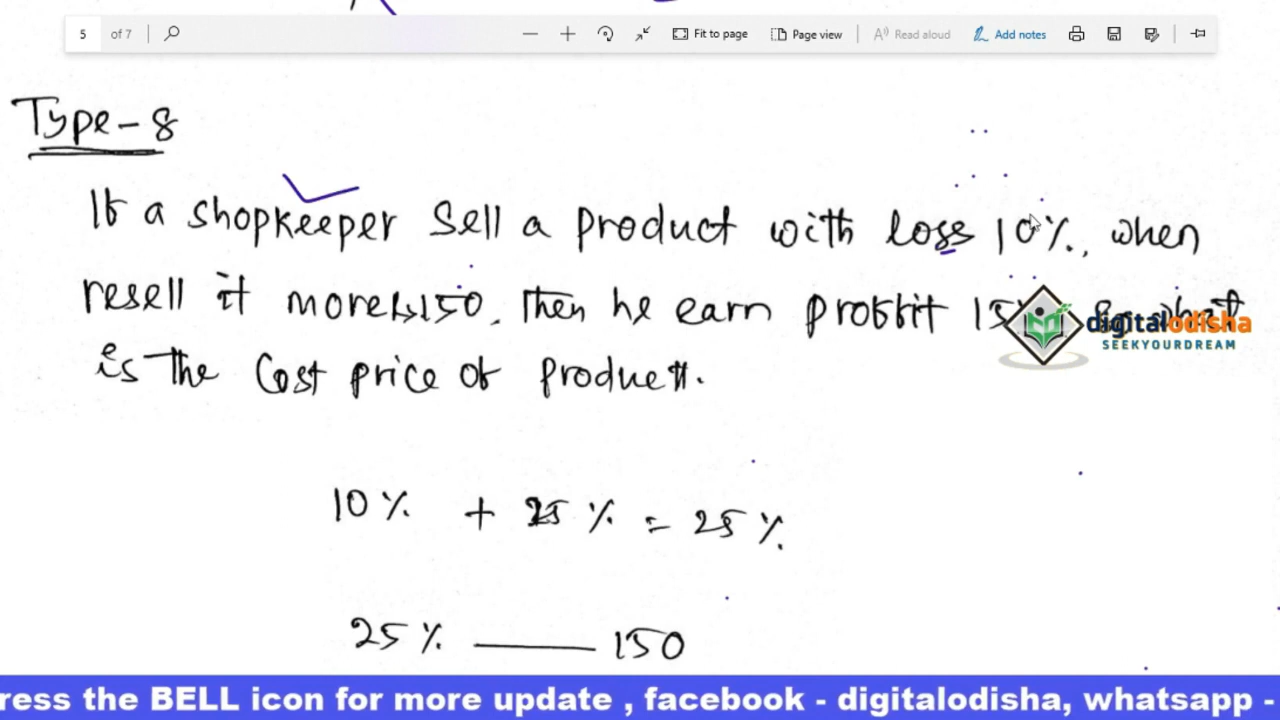 5 of 7 Fit to page Page view Read aloud Add notes
Type-8
If a shopkeeper sell a product with loss 10%, when
resell it more Rs150, Then he earn profit 15
is the cost price of product.
digitalodisha
SEEKYOURDREAM
10% + % = 25%
25% — 150
ress the BELL icon for more update , facebook - digitalodisha, whatsapp -